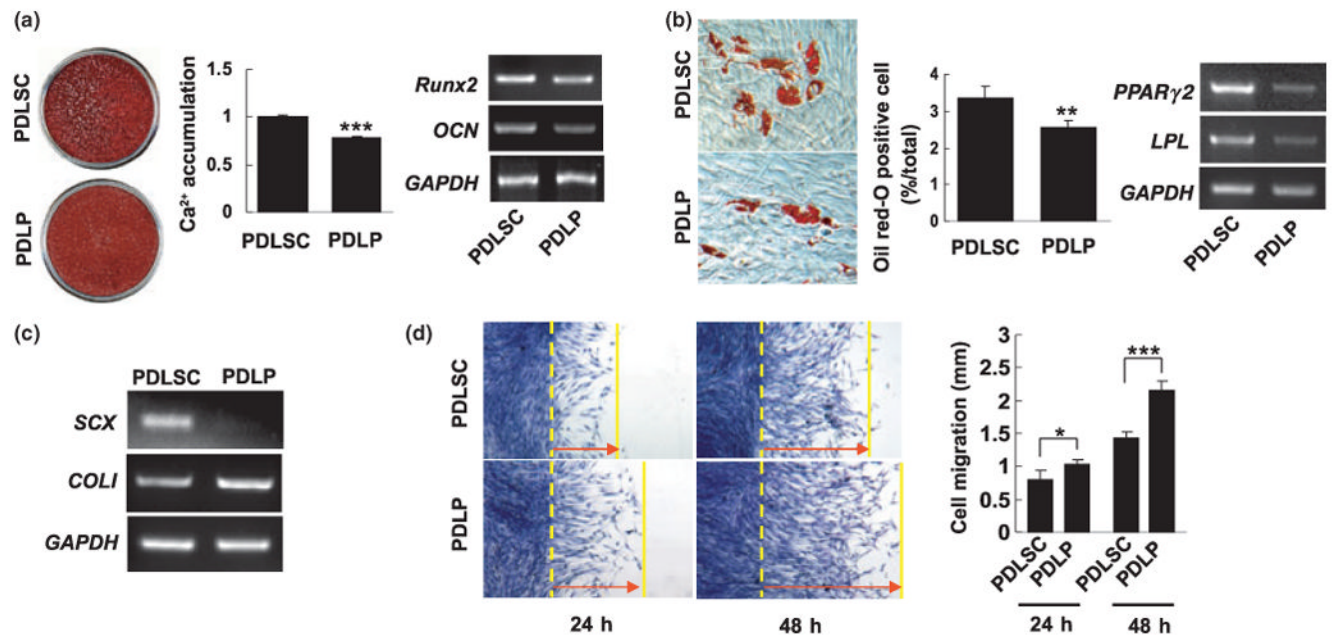 (a)
PDLSC
PDLP
Ca²⁺ accumulation
1.5
1
0.5
0
***
PDLSC PDLP
Runx2
OCN
GAPDH
PDLSC PDLP
(b)
PDLSC
PDLP
Oil red-O positive cell
(%/total)
4
3
2
1
0
**
PDLSC PDLP
PPARγ2
LPL
GAPDH
PDLSC PDLP
(c)
PDLSC PDLP
SCX
COLI
GAPDH
(d)
PDLSC
PDLP
24 h 48 h
Cell migration (mm)
3
2.5
2
1.5
1
0.5
0
*
***
PDLSC PDLP PDLSC PDLP
24 h 48 h